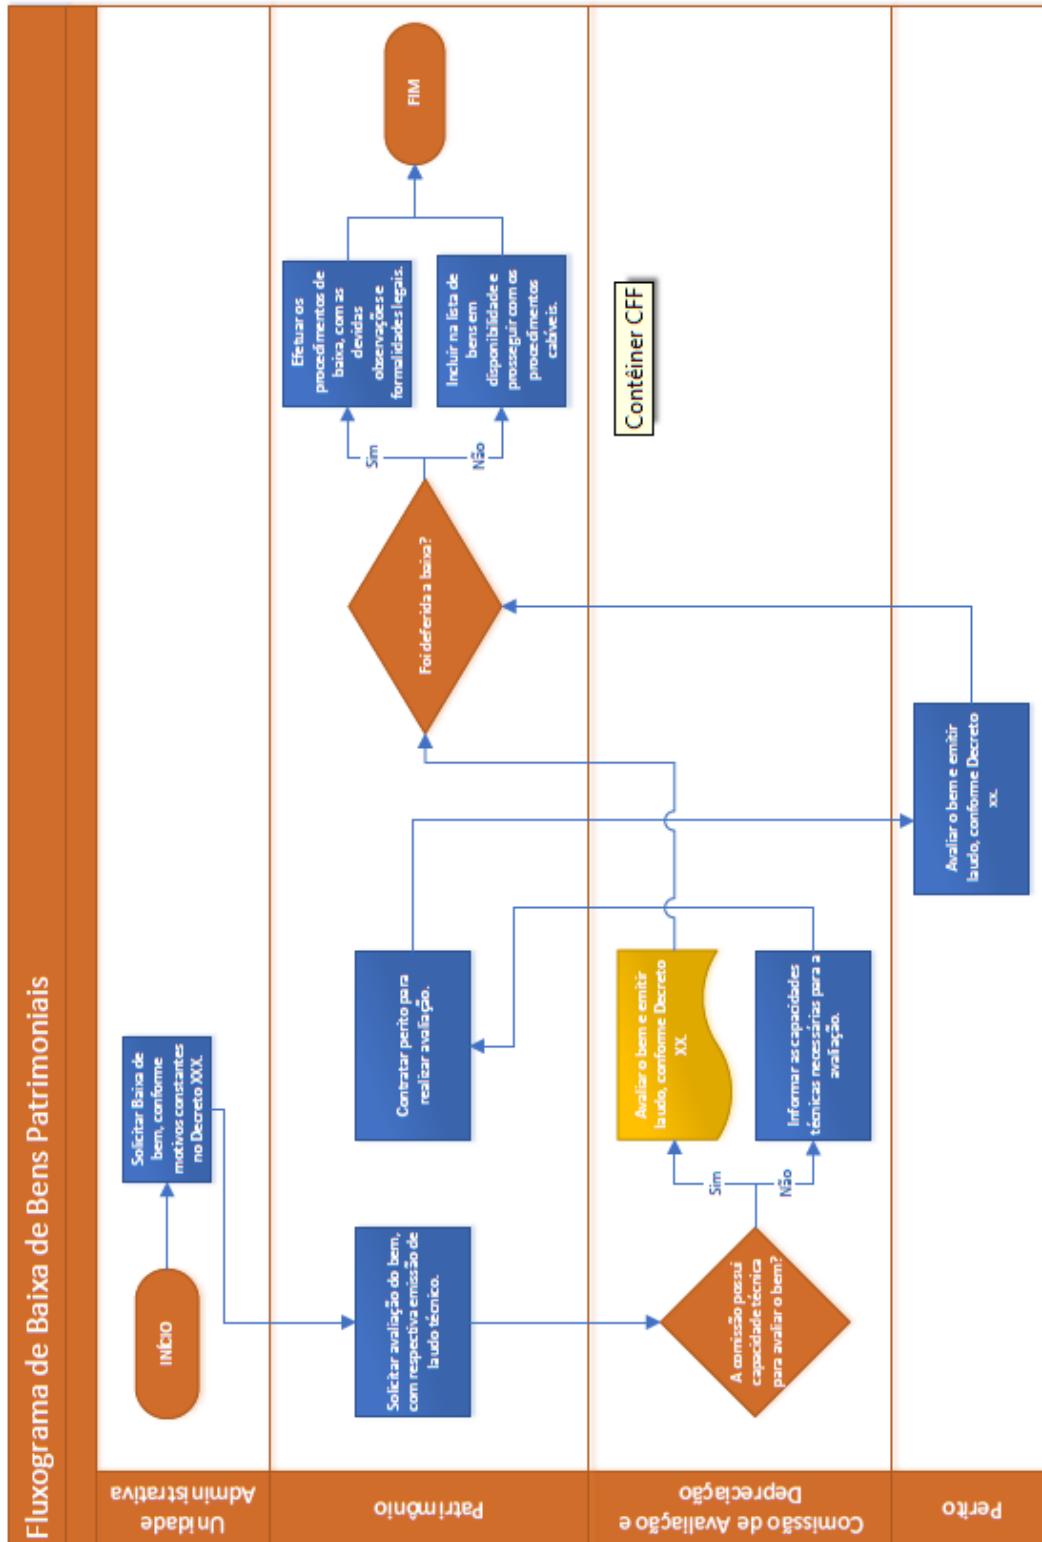 Fluxograma de Baixa de Bens Patrimoniais
Unidade
Administrativa
INÍCIO
Solicitar Baixa de
bem, conforme
motivos constantes
no Decreto XXX.
Patrimônio
Solicitar avaliação do bem,
com respectiva emissão de
laudo técnico.
Contratar perito para
realizar avaliação.
Foi deferida a baixa?
Sim
Não
Efetuar os
procedimentos de
baixa, com as
devidas
observações e
formalidades legais.
Incluir na lista de
bens em
disponibilidade e
prosseguir com os
procedimentos
cabíveis.
FIM
Comissão de Avaliação e
Depreciação
A comissão possui
capacidade técnica
para avaliar o bem?
Sim
Não
Avaliar o bem e emitir
laudo, conforme Decreto
XX.
Informar as capacidades
técnicas necessárias para a
avaliação.
Contêiner CFF
Perito
Avaliar o bem e emitir
laudo, conforme Decreto
xx.